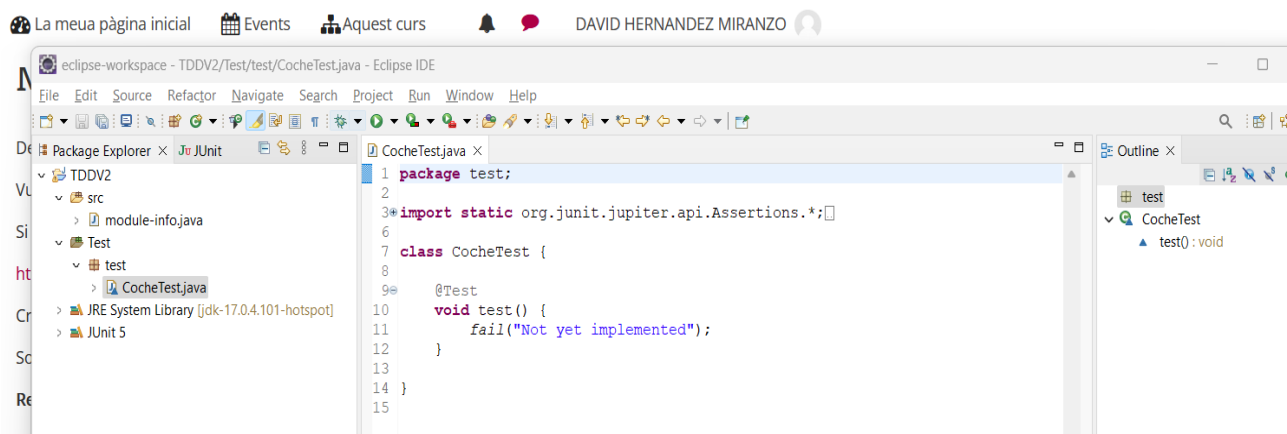 La meua pàgina inicial Events Aquest curs DAVID HERNANDEZ MIRANZO
eclipse-workspace - TDDV2/Test/test/CocheTest.java - Eclipse IDE
File Edit Source Refactor Navigate Search Project Run Window Help
Package Explorer JUnit
TDDV2
src
module-info.java
Test
test
CocheTest.java
JRE System Library [jdk-17.0.4.101-hotspot]
JUnit 5
CocheTest.java
1 package test;
2
3 import static org.junit.jupiter.api.Assertions.*;
6
7 class CocheTest {
8
9 @Test
10 void test() {
11 fail("Not yet implemented");
12 }
13
14 }
15
Outline
test
CocheTest
test() : void